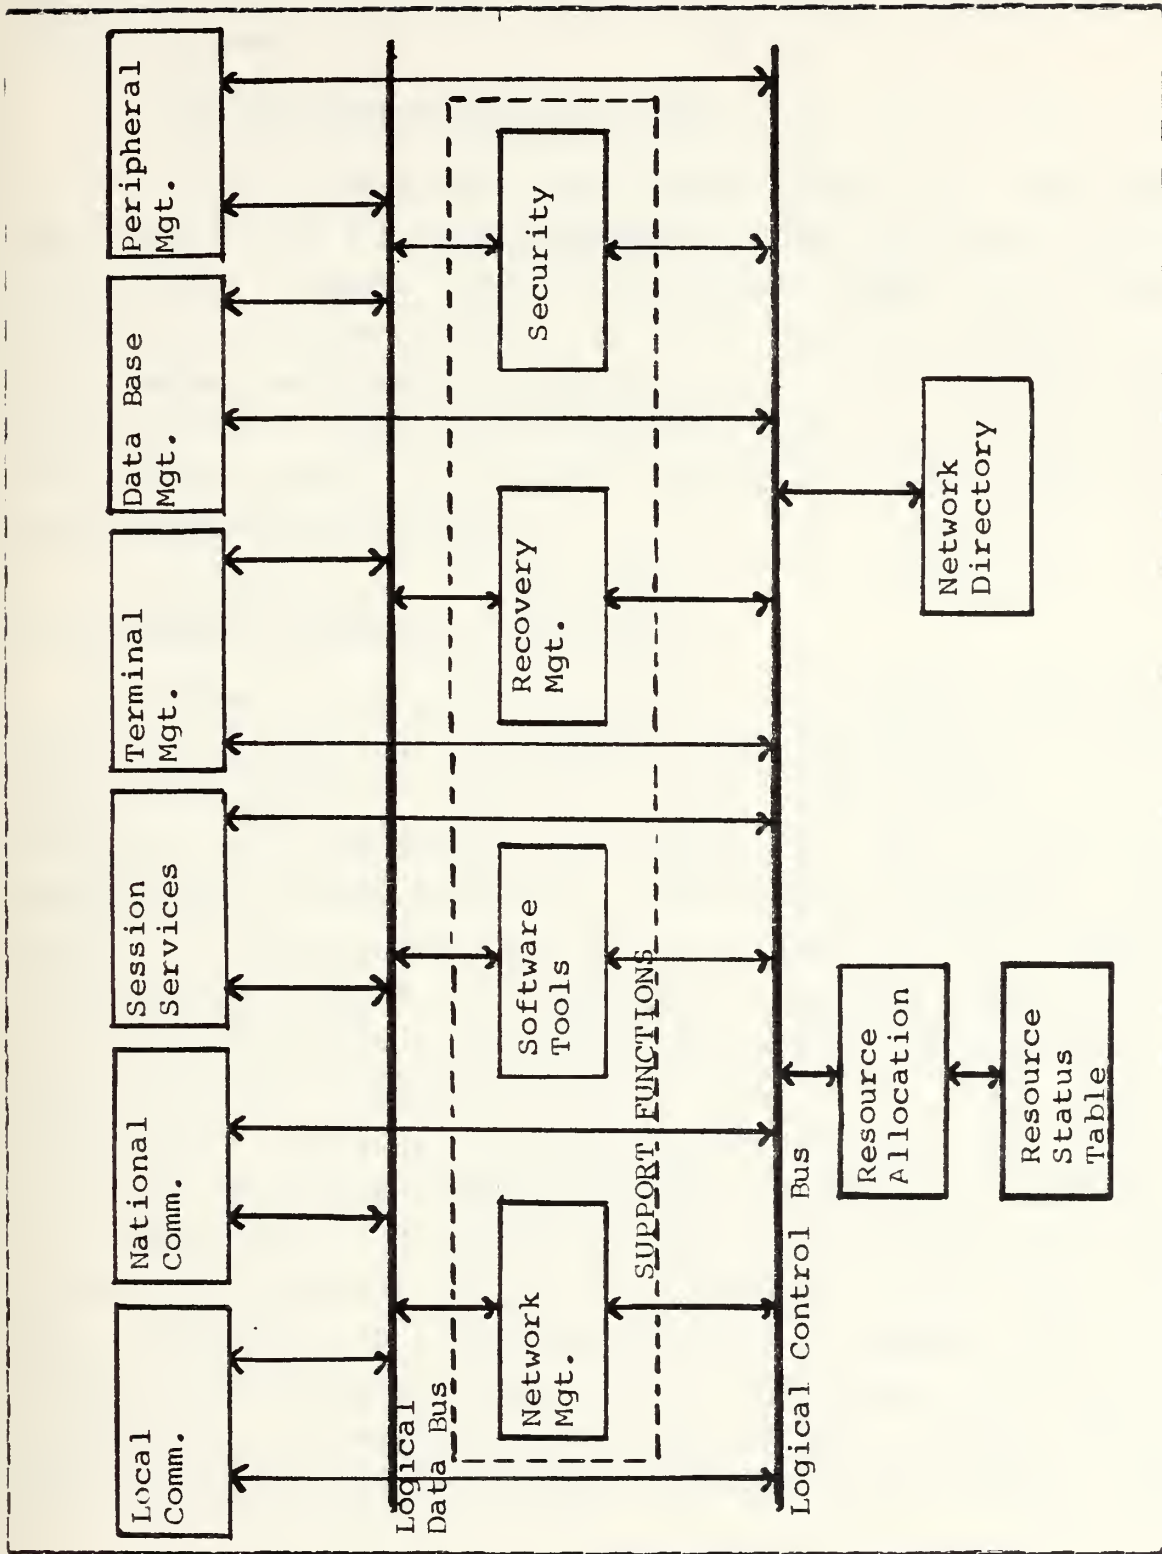 Local
Comm.
National
Comm.
Session
Services
Terminal
Mgt.
Data Base
Mgt.
Peripheral
Mgt.
Logical
Data Bus
Network
Mgt.
Software
Tools
Recovery
Mgt.
Security
SUPPORT FUNCTIONS
Logical Control Bus
Resource
Allocation
Network
Directory
Resource
Status
Table